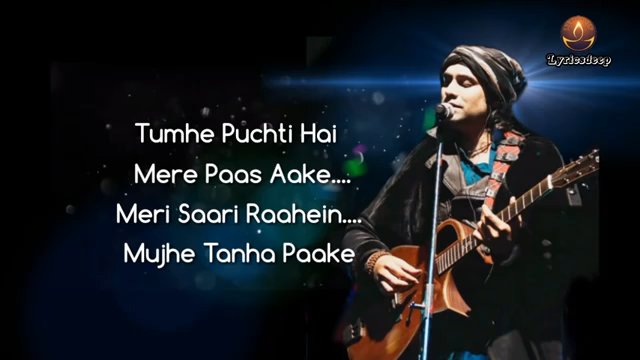 Lyricsdeep
Tumhe Puchti Hai
Mere Paas Aake....
Meri Saari Raahein....
Mujhe Tanha Paake